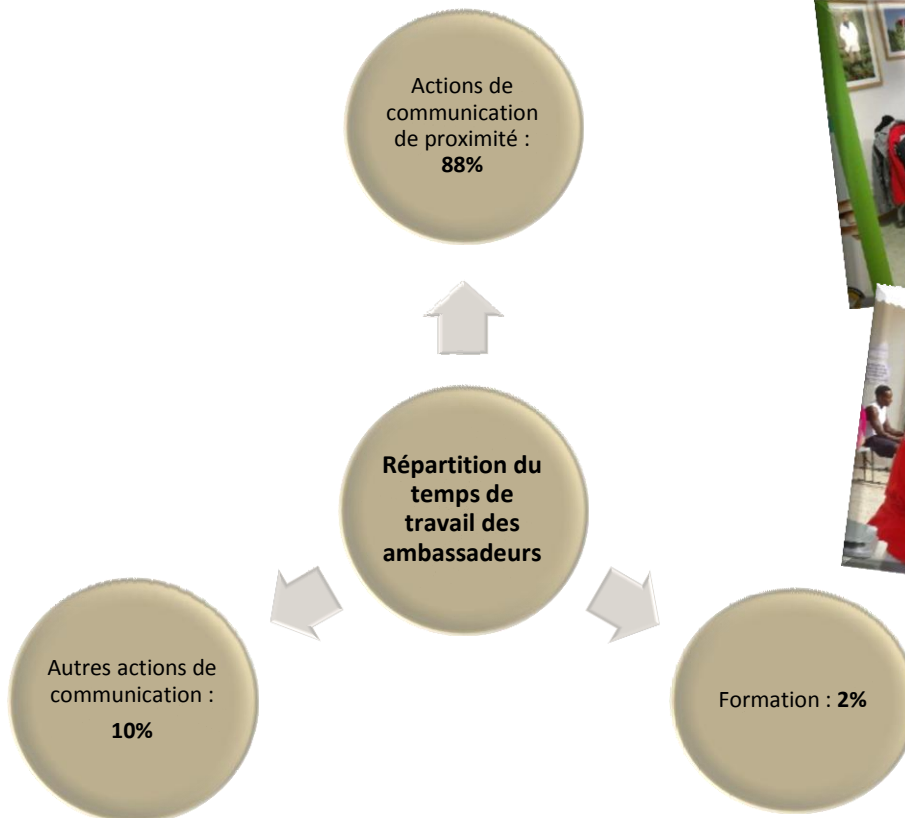 Actions de
communication
de proximité :
88%
Répartition du
temps de
travail des
ambassadeurs
Autres actions de
communication :
10%
Formation : 2%